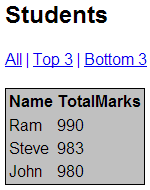 Students
All | Top 3 | Bottom 3
Name TotalMarks
Ram 990
Steve 983
John 980